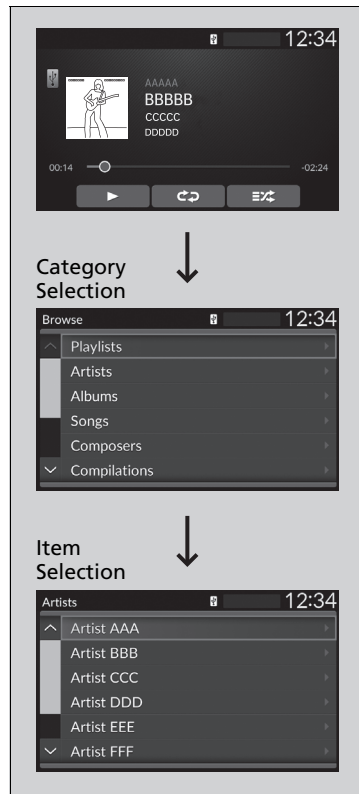 12:34
AAAAA
BBBBB
CCCCC
DDDDD
00:14 -02:24
Category
Selection
Browse 12:34
Playlists
Artists
Albums
Songs
Composers
Compilations
Item
Selection
Artists 12:34
Artist AAA
Artist BBB
Artist CCC
Artist DDD
Artist EEE
Artist FFF